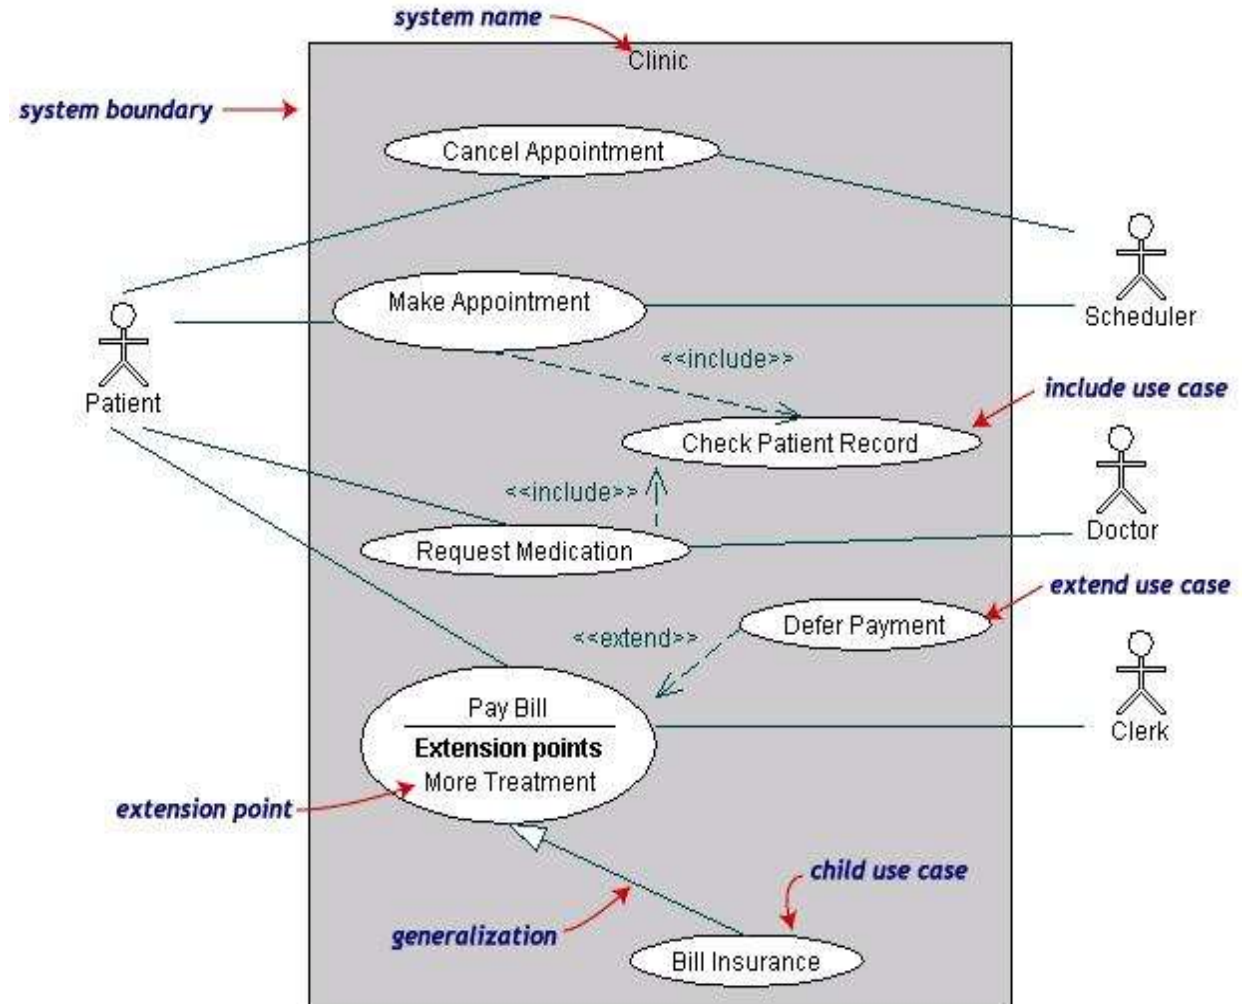 system name
Clinic
system boundary
Cancel Appointment
Make Appointment
Scheduler
<<include>>
Patient
include use case
Check Patient Record
<<include>>
Doctor
Request Medication
extend use case
Defer Payment
<<extend>>
Pay Bill
Clerk
Extension points
More Treatment
extension point
child use case
generalization
Bill Insurance